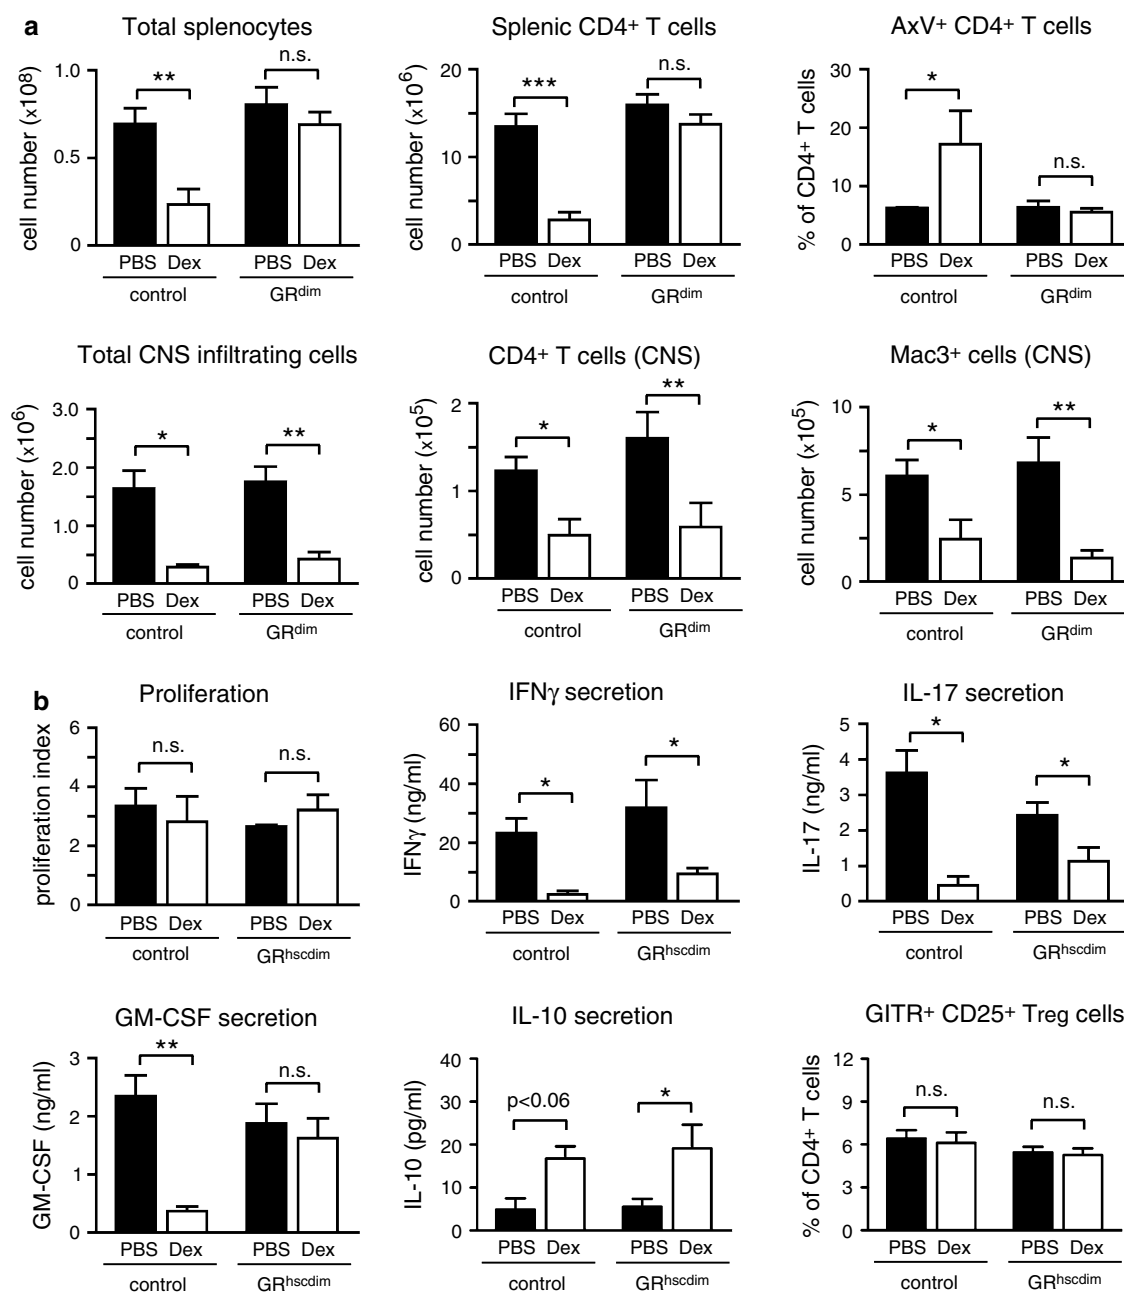 a
Total splenocytes
cell number (x10⁸)
1.0
0.5
0
** n.s.
PBS Dex PBS Dex
control GRdim
Splenic CD4+ T cells
cell number (x10⁶)
20
10
0
*** n.s.
PBS Dex PBS Dex
control GRdim
AxV+ CD4+ T cells
% of CD4+ T cells
30
20
10
0
* n.s.
PBS Dex PBS Dex
control GRdim
Total CNS infiltrating cells
cell number (x10⁶)
3.0
2.0
1.0
0
* **
PBS Dex PBS Dex
control GRdim
CD4+ T cells (CNS)
cell number (x10⁵)
2
1
0
* **
PBS Dex PBS Dex
control GRdim
Mac3+ cells (CNS)
cell number (x10⁵)
10
5
0
* **
PBS Dex PBS Dex
control GRdim
b
Proliferation
proliferation index
6
4
2
0
n.s. n.s.
PBS Dex PBS Dex
control GRhscdim
IFNγ secretion
IFNγ (ng/ml)
60
40
20
0
* *
PBS Dex PBS Dex
control GRhscdim
IL-17 secretion
IL-17 (ng/ml)
5
4
3
2
1
0
* *
PBS Dex PBS Dex
control GRhscdim
GM-CSF secretion
GM-CSF (ng/ml)
3
2
1
0
** n.s.
PBS Dex PBS Dex
control GRhscdim
IL-10 secretion
IL-10 (pg/ml)
40
30
20
10
0
p<0.06 *
PBS Dex PBS Dex
control GRhscdim
GITR+ CD25+ Treg cells
% of CD4+ T cells
12
9
6
3
0
n.s. n.s.
PBS Dex PBS Dex
control GRhscdim